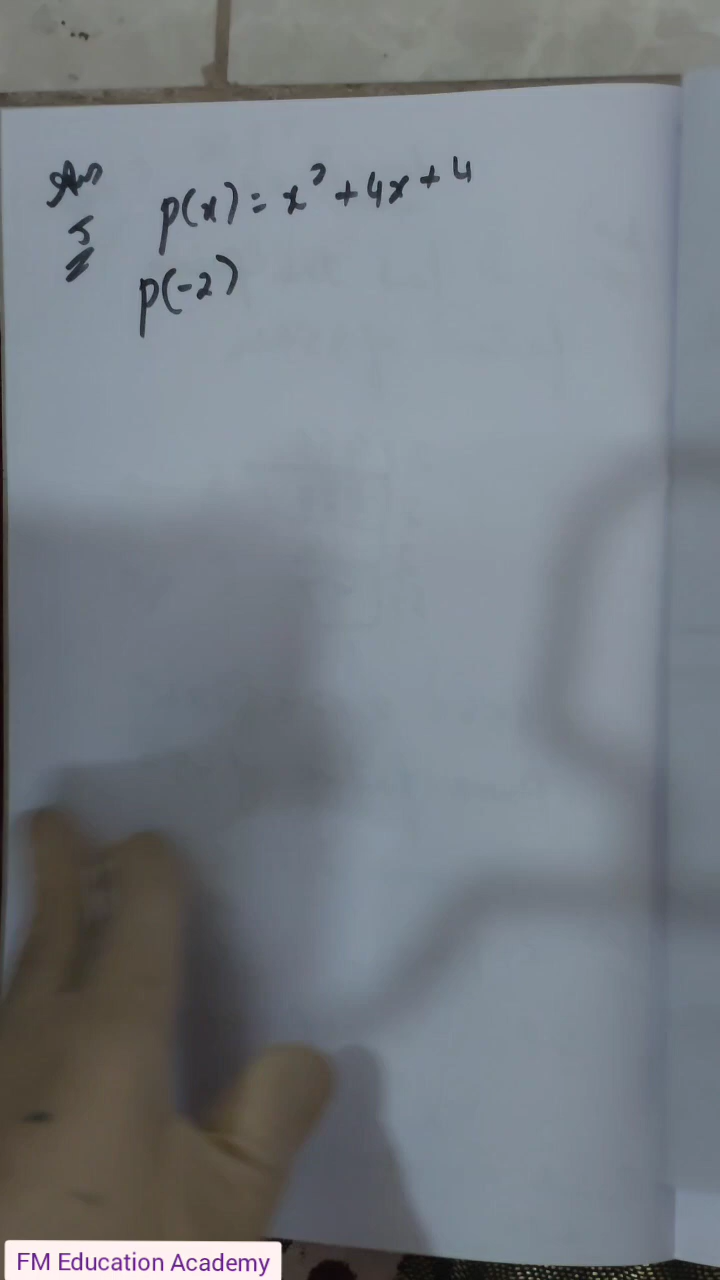 Ans 5 p(x) = x² + 4x + 4
p(-2)
FM Education Academy